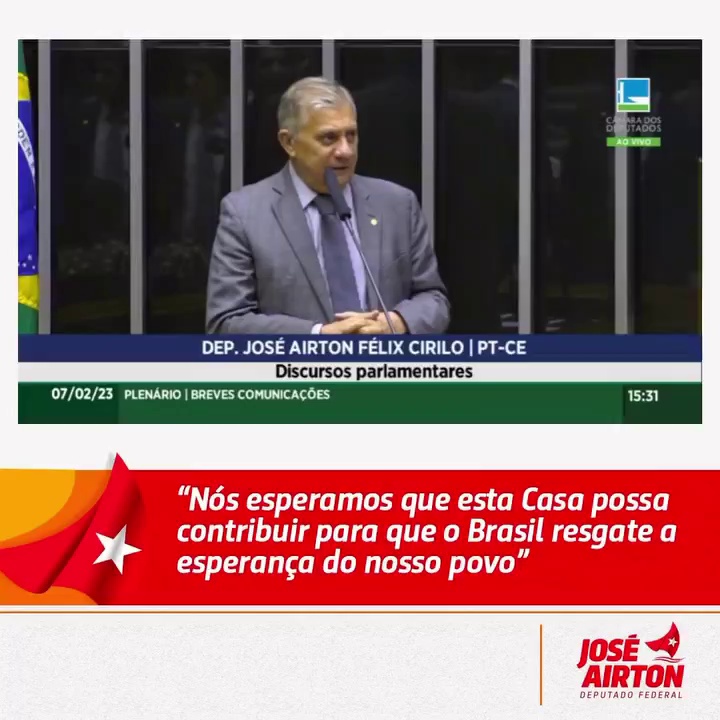 CÂMARA DOS
DEPUTADOS
AO VIVO
DEP. JOSÉ AIRTON FÉLIX CIRILO | PT-CE
Discursos parlamentares
07/02/23 PLENÁRIO | BREVES COMUNICAÇÕES 15:31
“Nós esperamos que esta Casa possa
contribuir para que o Brasil resgate a
esperança do nosso povo”
JOSÉ
AIRTON
DEPUTADO FEDERAL